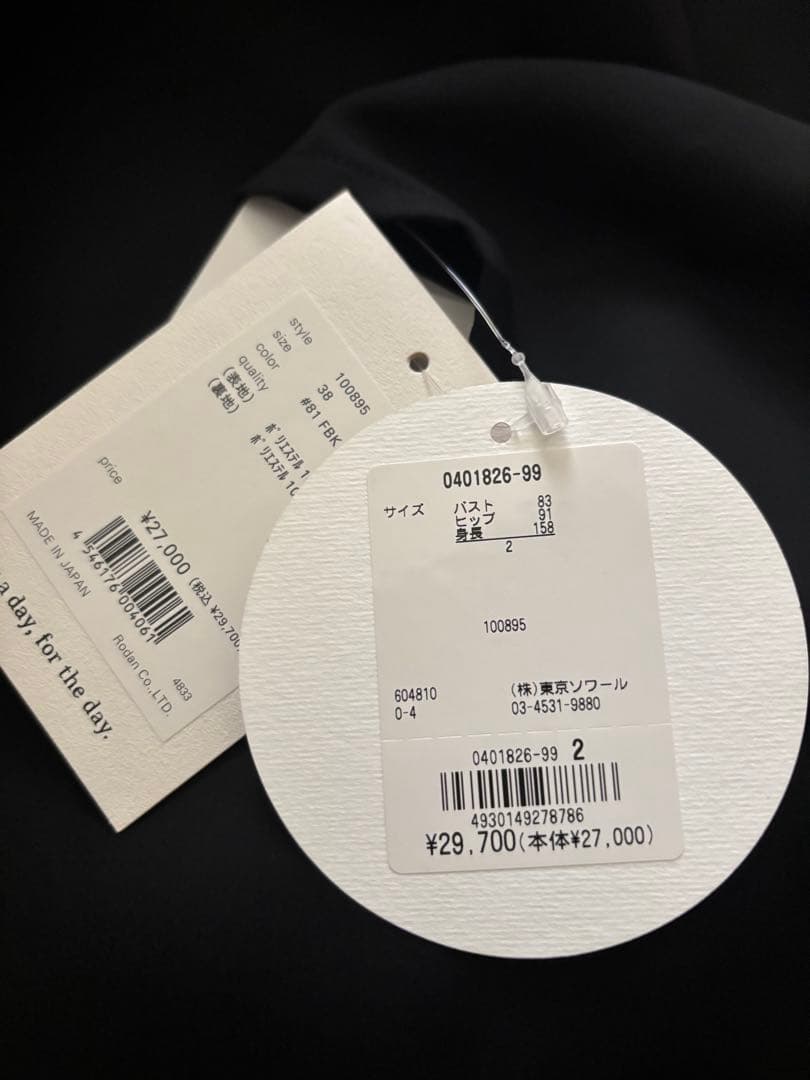 style 100895
size 38
color #81 FBK
quality
(表地) ポリエステル
(裏地) ポリエステル
price
¥27,000 (税込 ¥29,700
4 546176 004061
MADE IN JAPAN
4833
Rodan Co.,LTD.
a day, for the day.
0401826-99
サイズ バスト 83
ヒップ 91
身長 158
2
100895
604810 (株)東京ソワール
0-4 03-4531-9880
0401826-99 2
4930149278786
¥29,700(本体¥27,000)